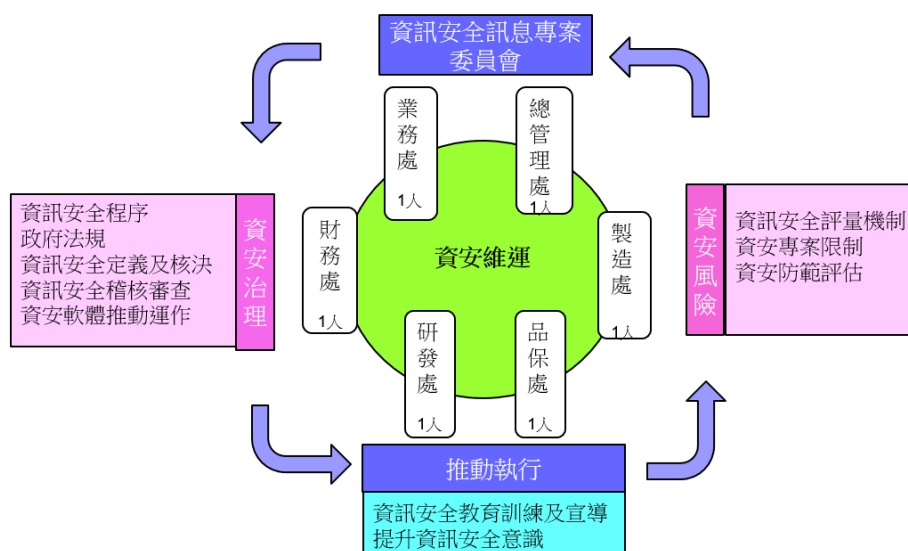 資訊安全訊息專案
委員會
業務處
1人
總管理處
1人
財務處
1人
資安維運
製造處
1人
研發處
1人
品保處
1人
資訊安全程序
政府法規
資訊安全定義及核決
資訊安全稽核審查
資安軟體推動運作
資安治理
資安風險
資訊安全評量機制
資安專案限制
資安防範評估
推動執行
資訊安全教育訓練及宣導
提升資訊安全意識